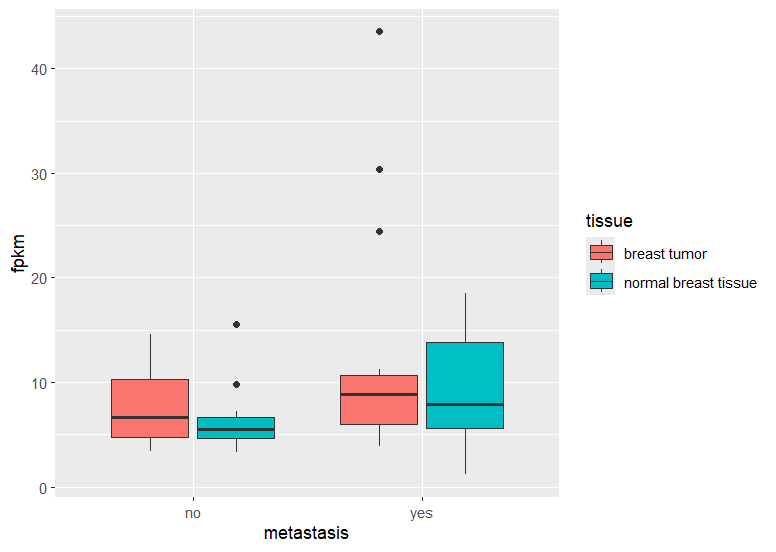 fpkm
40
30
20
10
0
no
yes
metastasis
tissue
breast tumor
normal breast tissue